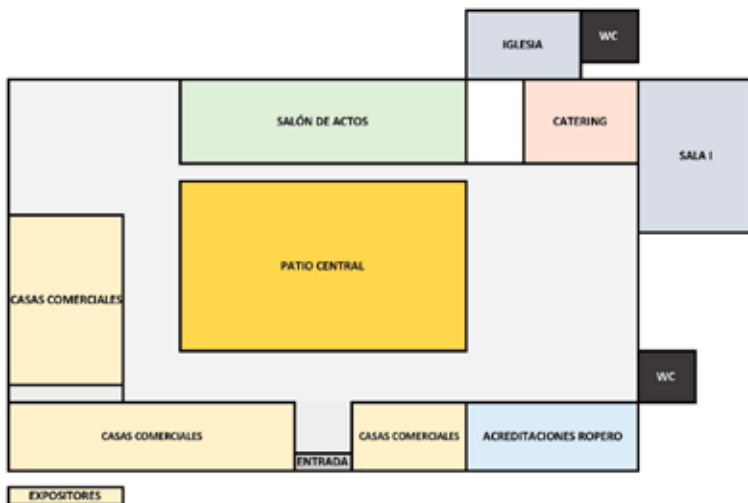 IGLESIA
WC
SALÓN DE ACTOS
CATERING
SALA I
PATIO CENTRAL
CASAS COMERCIALES
WC
CASAS COMERCIALES
CASAS COMERCIALES
ACREDITACIONES ROPERO
ENTRADA
EXPOSITORES